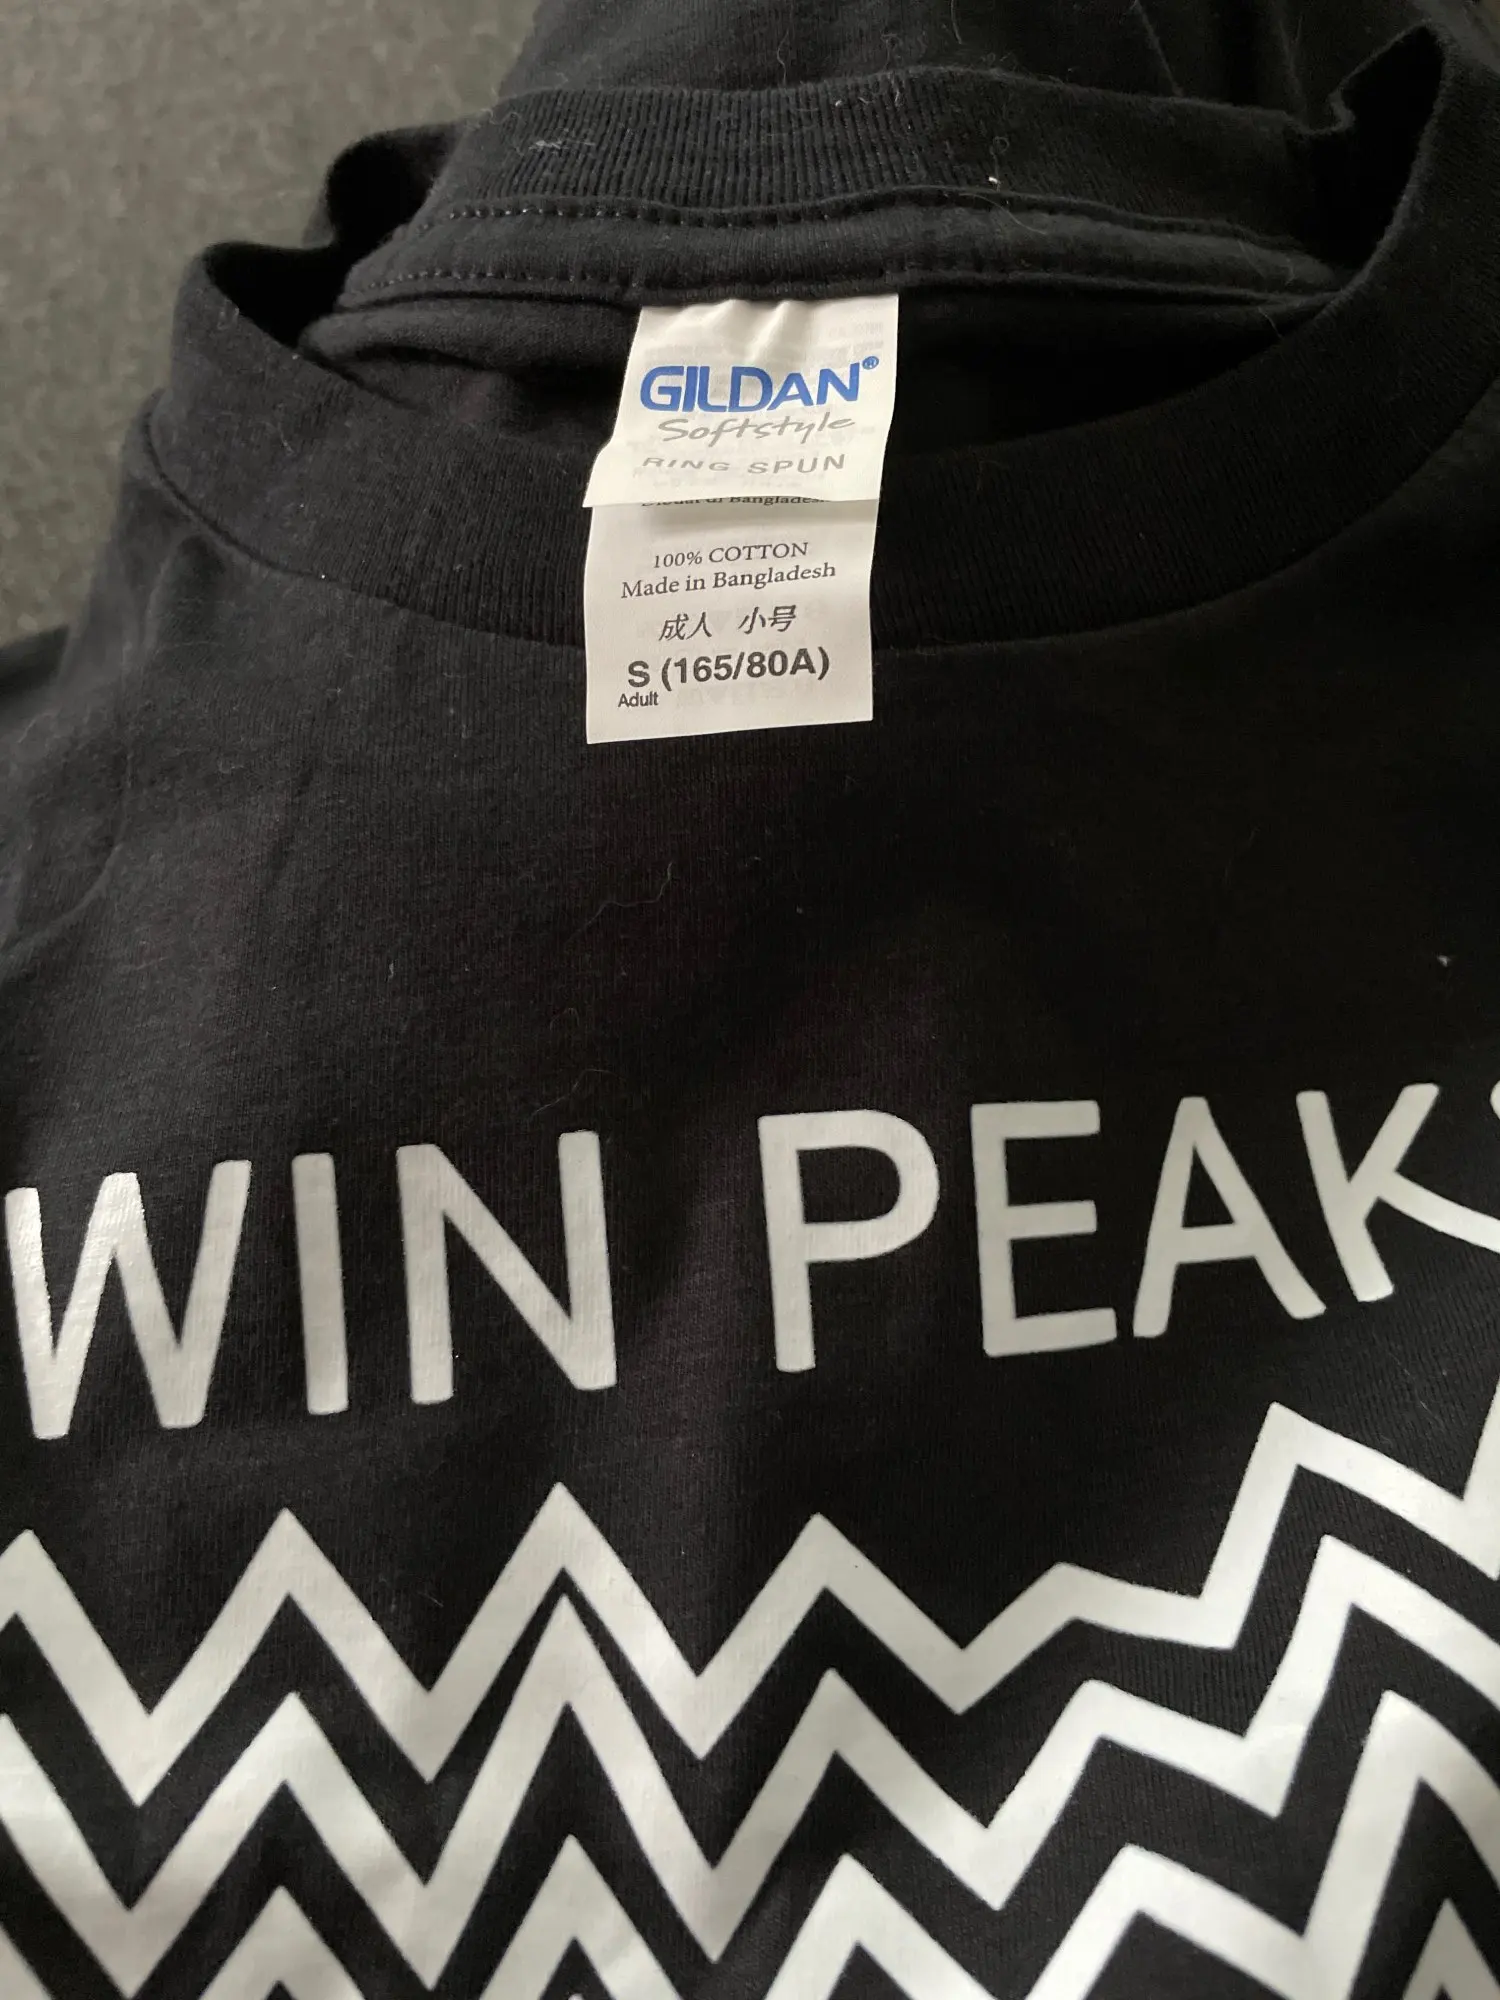 GILDAN®
Softstyle
RING SPUN
100% COTTON
Made in Bangladesh
成人 小号
S (165/80A)
Adult
WIN PEAK